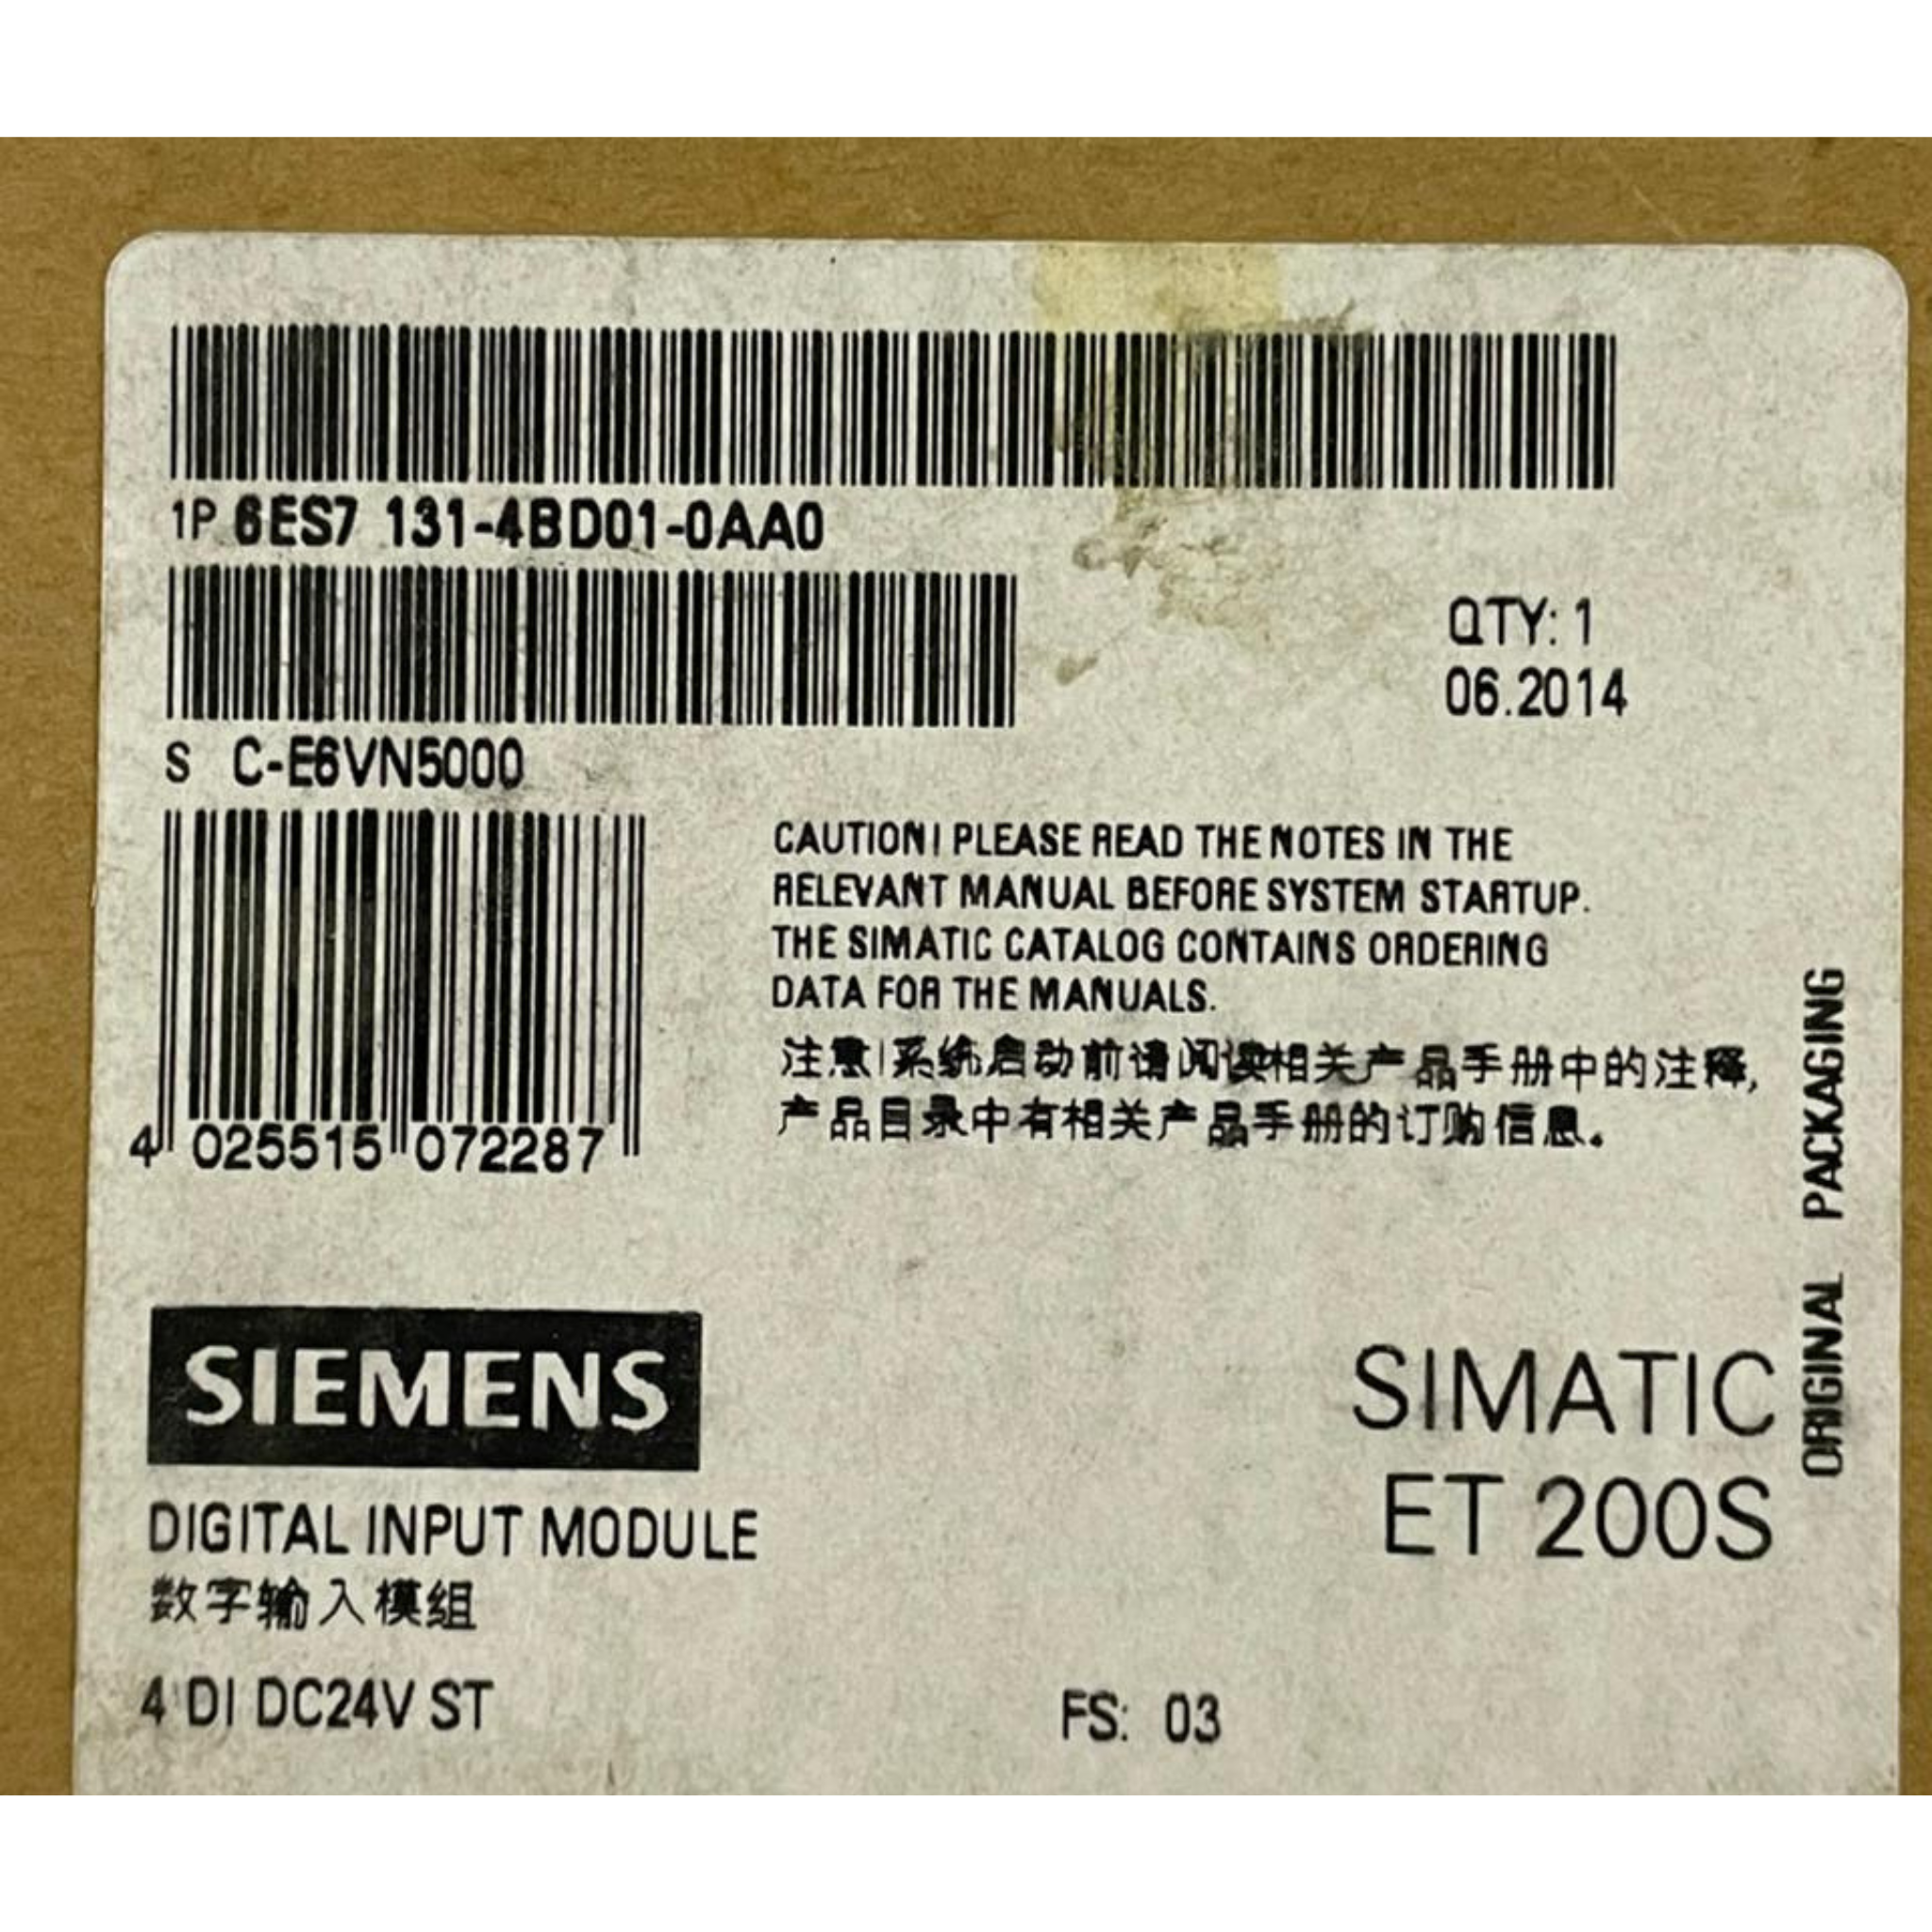 1P 6ES7 131-4BD01-0AA0
QTY: 1
06.2014
S C-E6VN5000
CAUTION! PLEASE READ THE NOTES IN THE
RELEVANT MANUAL BEFORE SYSTEM STARTUP.
THE SIMATIC CATALOG CONTAINS ORDERING
DATA FOR THE MANUALS.
注意!系统启动前请阅读相关产品手册中的注释,
产品目录中有相关产品手册的订购信息。
4 025515 072287
ORIGINAL PACKAGING
SIEMENS
SIMATIC
ET 200S
DIGITAL INPUT MODULE
数字输入模组
4 DI DC24V ST
FS: 03